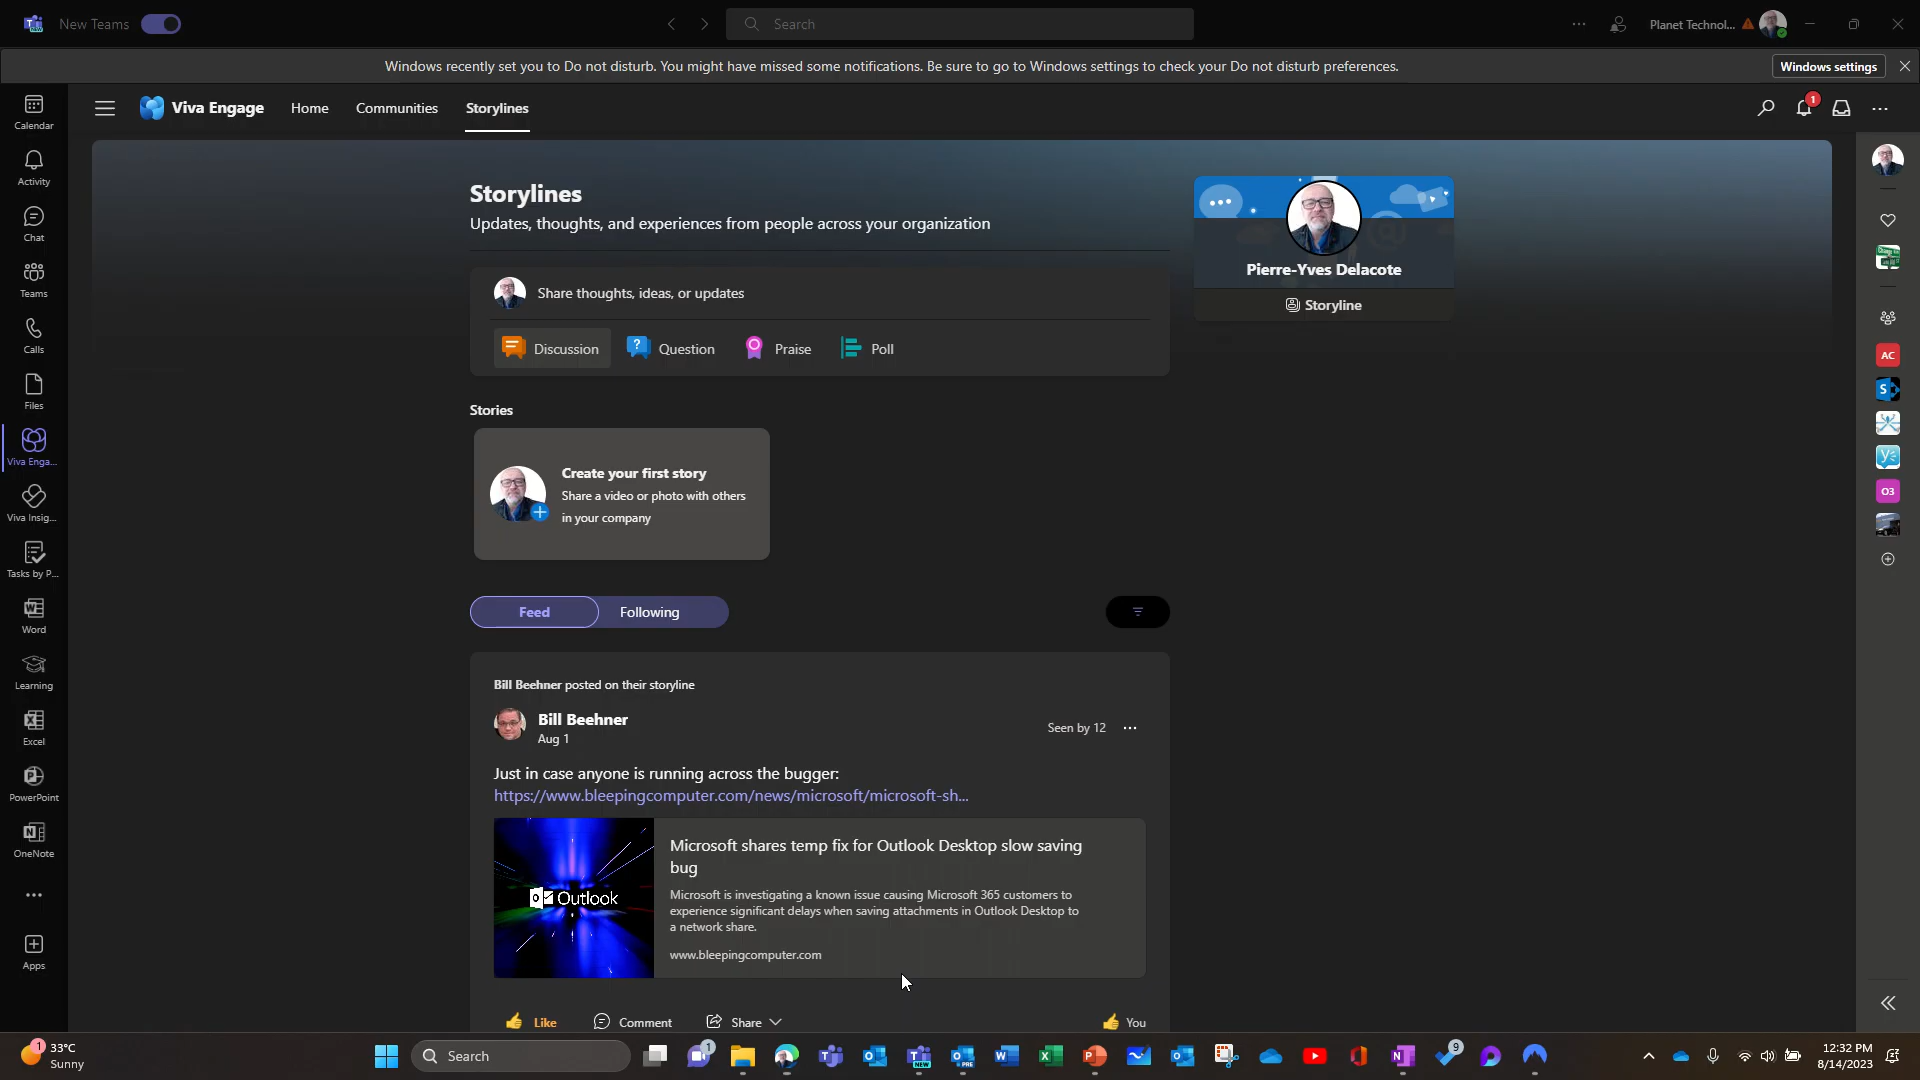 New Teams
Search
Planet Technol...
Windows recently set you to Do not disturb. You might have missed some notifications. Be sure to go to Windows settings to check your Do not disturb preferences.
Windows settings
Viva Engage
Home
Communities
Storylines
1
Calendar
Activity
Chat
Teams
Calls
Files
Viva Enga...
Viva Insig...
Tasks by P...
Word
Learning
Excel
PowerPoint
OneNote
Apps
Storylines
Updates, thoughts, and experiences from people across your organization
Share thoughts, ideas, or updates
Discussion
Question
Praise
Poll
Pierre-Yves Delacote
Storyline
Stories
Create your first story
Share a video or photo with others
in your company
Feed
Following
Bill Beehner posted on their storyline
Bill Beehner
Aug 1
Seen by 12
Just in case anyone is running across the bugger:
https://www.bleepingcomputer.com/news/microsoft/microsoft-sh...
Outlook
Microsoft shares temp fix for Outlook Desktop slow saving
bug
Microsoft is investigating a known issue causing Microsoft 365 customers to
experience significant delays when saving attachments in Outlook Desktop to
a network share.
www.bleepingcomputer.com
Like
Comment
Share
You
AC
S
O3
1
33°C
Sunny
Search
1
NEW
PRE
9
12:32 PM
8/14/2023